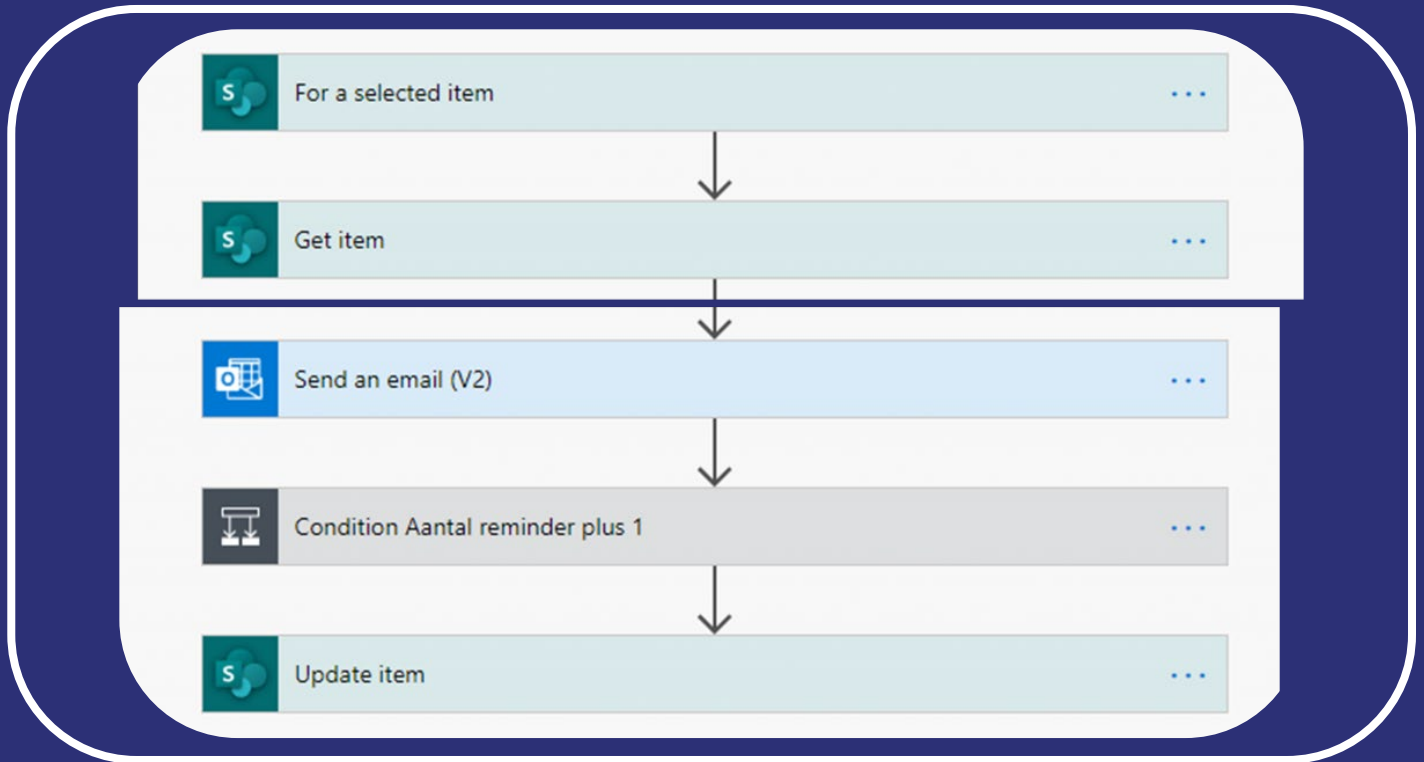 For a selected item
Get item
Send an email (V2)
Condition Aantal reminder plus 1
Update item